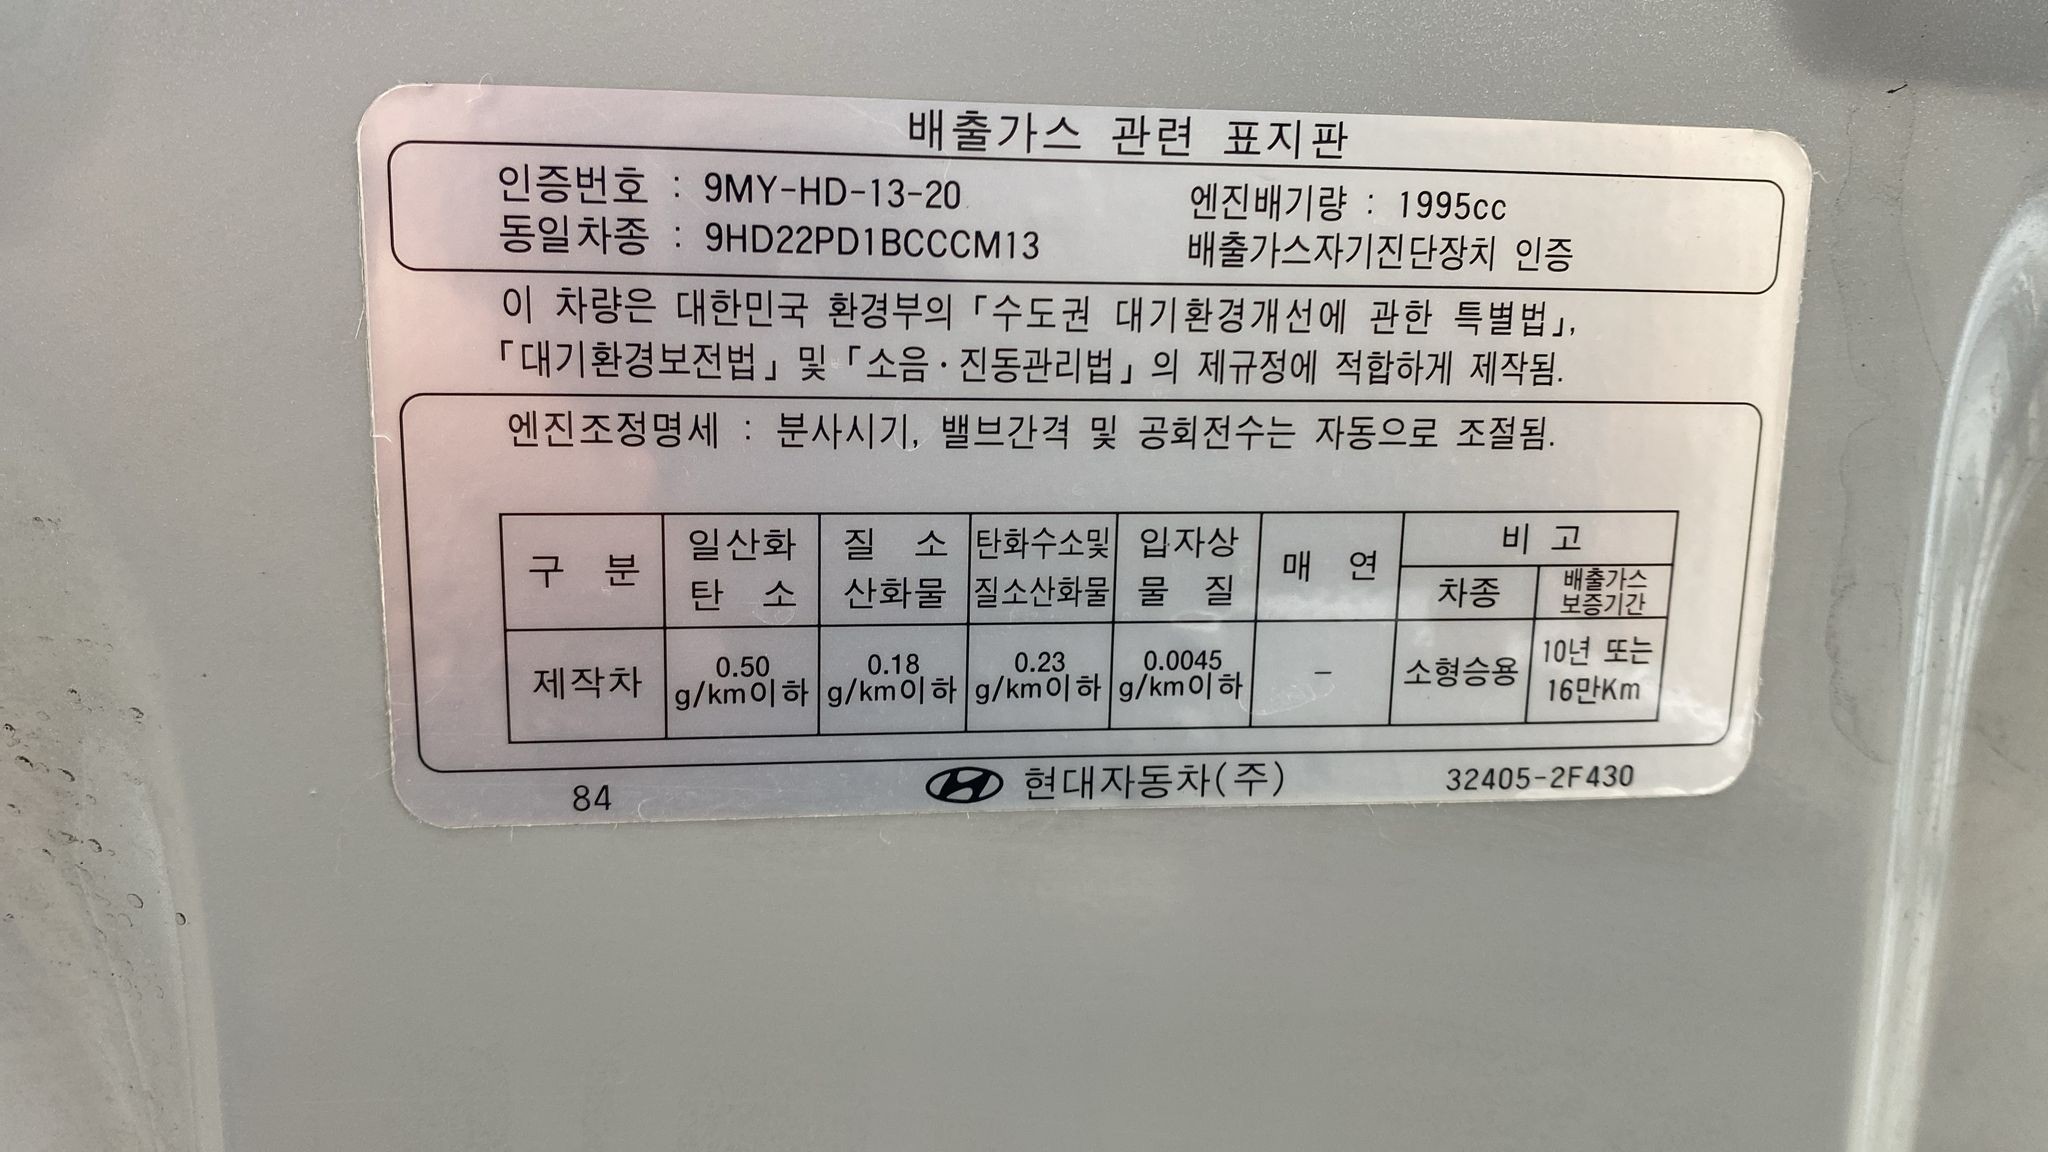 배출가스 관련 표지판
인증번호 : 9MY-HD-13-20
엔진배기량 : 1995cc
동일차종 : 9HD22PD1BCCCM13
배출가스자기진단장치 인증
이 차량은 대한민국 환경부의 「수도권 대기환경개선에 관한 특별법」,
「대기환경보전법」 및 「소음·진동관리법」의 제규정에 적합하게 제작됨.
엔진조정명세 : 분사시기, 밸브간격 및 공회전수는 자동으로 조절됨.
구 분
일산화
탄 소
질 소
산화물
탄화수소및
질소산화물
입자상
물 질
매 연
비 고
차종
배출가스
보증기간
제작차
0.50
g/km이하
0.18
g/km이하
0.23
g/km이하
0.0045
g/km이하
-
소형승용
10년 또는
16만Km
84
현대자동차(주)
32405-2F430